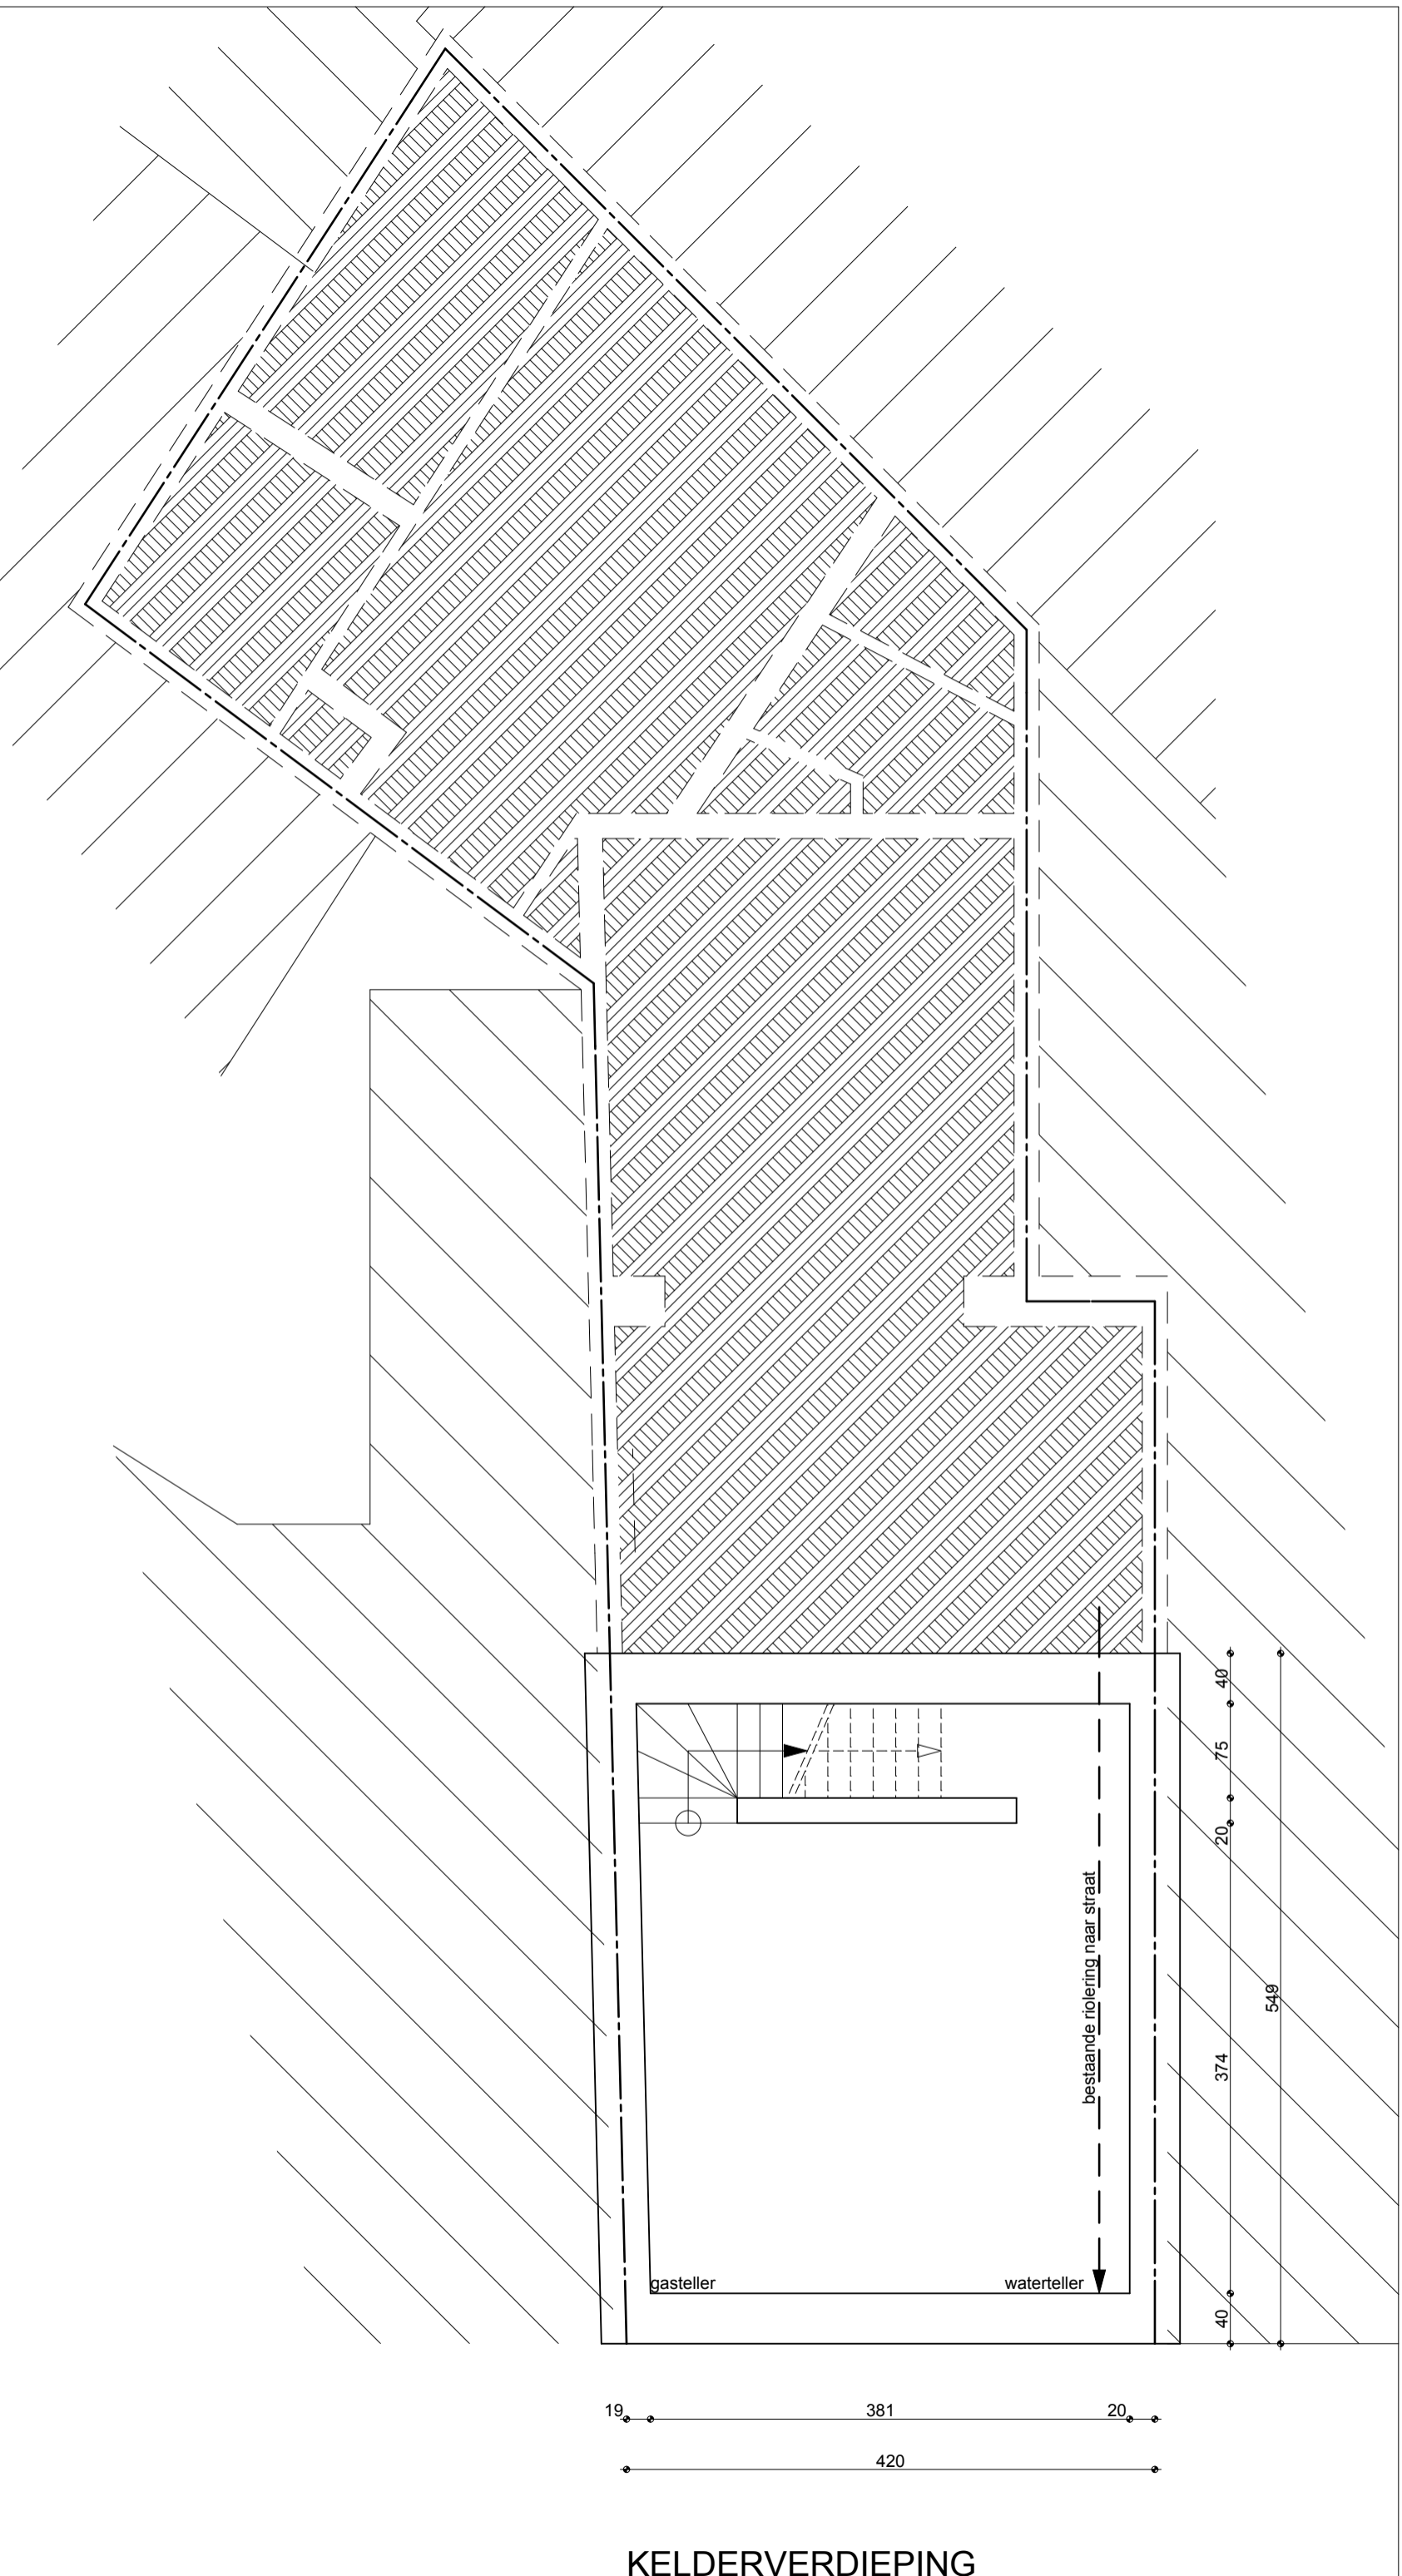 40
75
20
549
bestaande riolering naar straat
374
gasteller
waterteller
40
19
381
20
420
KELDERVERDIEPING